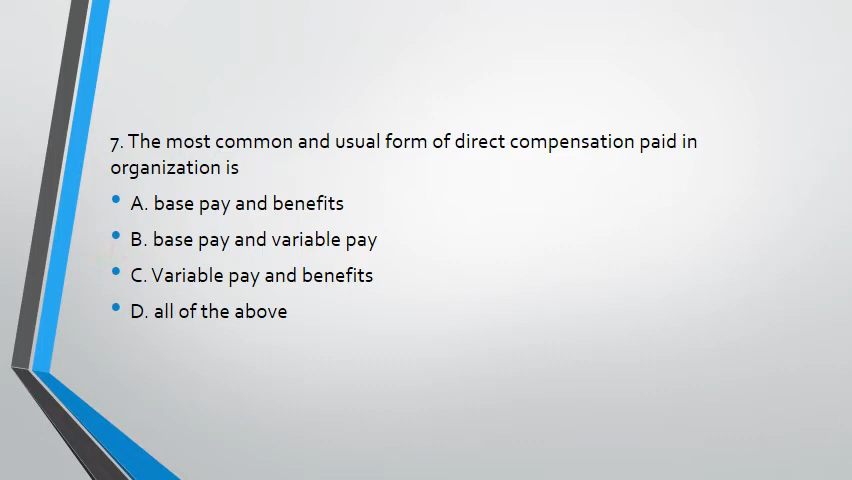 7. The most common and usual form of direct compensation paid in
organization is
• A. base pay and benefits
• B. base pay and variable pay
• C. Variable pay and benefits
• D. all of the above